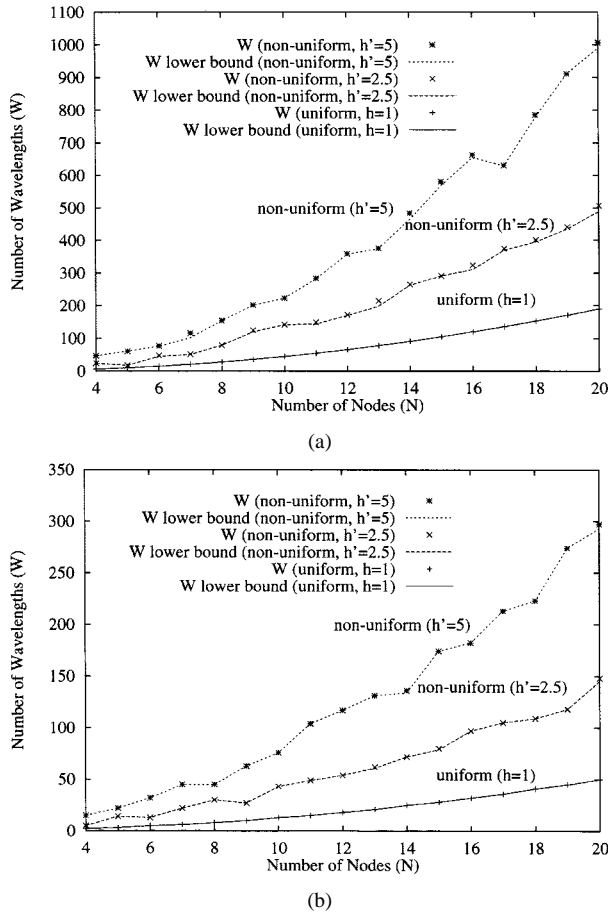 1100
1000
900
800
700
600
500
400
300
200
100
0
Number of Wavelengths (W)
W (non-uniform, h'=5)
W lower bound (non-uniform, h'=5)
W (non-uniform, h'=2.5)
W lower bound (non-uniform, h'=2.5)
W (uniform, h=1)
W lower bound (uniform, h=1)
non-uniform (h'=5)
non-uniform (h'=2.5)
uniform (h=1)
4 6 8 10 12 14 16 18 20
Number of Nodes (N)
(a)
350
300
250
200
150
100
50
0
Number of Wavelengths (W)
W (non-uniform, h'=5)
W lower bound (non-uniform, h'=5)
W (non-uniform, h'=2.5)
W lower bound (non-uniform, h'=2.5)
W (uniform, h=1)
W lower bound (uniform, h=1)
non-uniform (h'=5)
non-uniform (h'=2.5)
uniform (h=1)
4 6 8 10 12 14 16 18 20
Number of Nodes (N)
(b)